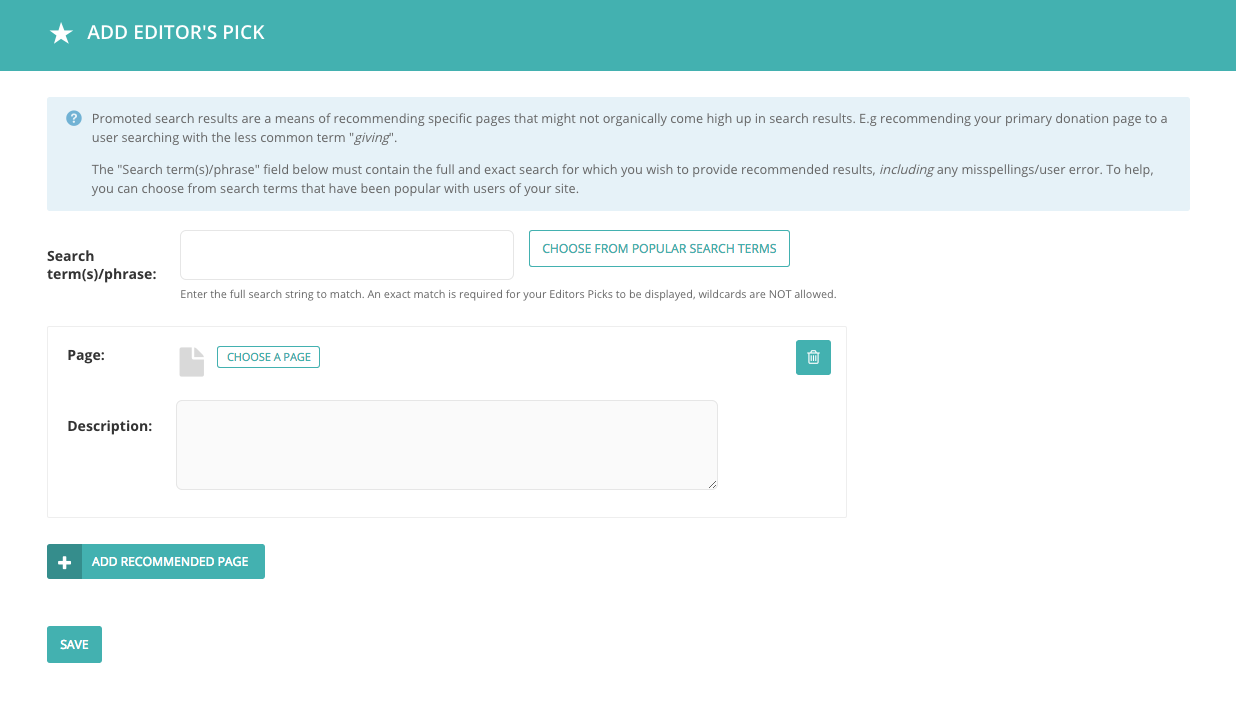 ADD EDITOR'S PICK
Promoted search results are a means of recommending specific pages that might not organically come high up in search results. E.g recommending your primary donation page to a
user searching with the less common term "giving".
The "Search term(s)/phrase" field below must contain the full and exact search for which you wish to provide recommended results, including any misspellings/user error. To help,
you can choose from search terms that have been popular with users of your site.
Search
term(s)/phrase:
CHOOSE FROM POPULAR SEARCH TERMS
Enter the full search string to match. An exact match is required for your Editors Picks to be displayed, wildcards are NOT allowed.
Page:
CHOOSE A PAGE
Description:
ADD RECOMMENDED PAGE
SAVE